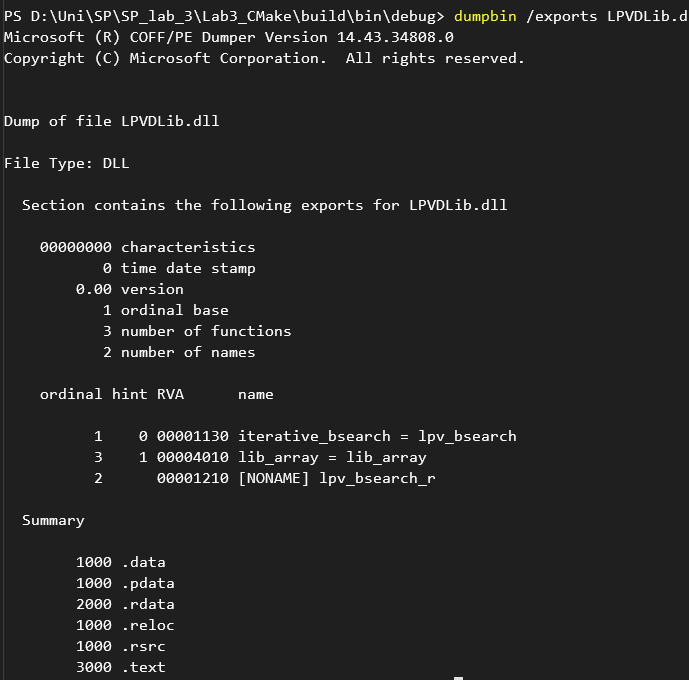 PS D:\Uni\SP\SP_lab_3\Lab3_CMake\build\bin\debug> dumpbin /exports LPVDLib.d
Microsoft (R) COFF/PE Dumper Version 14.43.34808.0
Copyright (C) Microsoft Corporation.  All rights reserved.
Dump of file LPVDLib.dll
File Type: DLL
Section contains the following exports for LPVDLib.dll
00000000 characteristics
0 time date stamp
0.00 version
1 ordinal base
3 number of functions
2 number of names
ordinal hint RVA      name
1    0 00001130 iterative_bsearch = lpv_bsearch
3    1 00004010 lib_array = lib_array
2      00001210 [NONAME] lpv_bsearch_r
Summary
1000 .data
1000 .pdata
2000 .rdata
1000 .reloc
1000 .rsrc
3000 .text